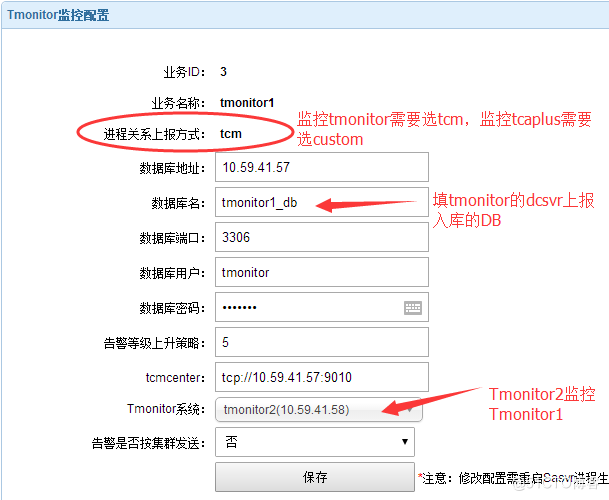 Tmonitor监控配置
业务ID： 3
业务名称： tmonitor1
进程关系上报方式： tcm
监控tmonitor需要选tcm，监控tcaplus需要
选custom
数据库地址： 10.59.41.57
数据库名： tmonitor1_db
填tmonitor的dcsvr上报
入库的DB
数据库端口： 3306
数据库用户： tmonitor
数据库密码： •••••••
告警等级上升策略： 5
tcmcenter： tcp://10.59.41.57:9010
Tmonitor系统： tmonitor2(10.59.41.58)
Tmonitor2监控
Tmonitor1
告警是否按集群发送： 否
保存 *注意：修改配置需重启Sasvr进程生